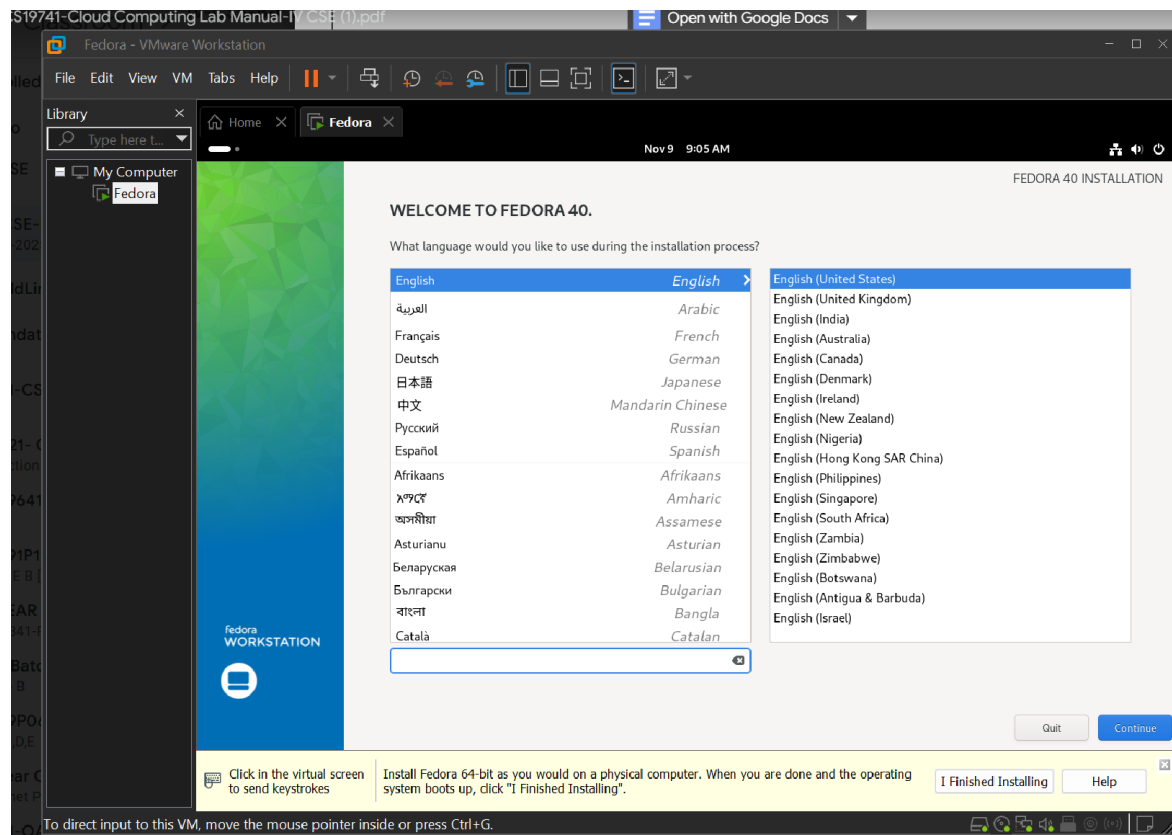 CS19741-Cloud Computing Lab Manual-IV CSE (1).pdf
Open with Google Docs
Fedora - VMware Workstation
File Edit View VM Tabs Help
Library
Type here t...
My Computer
Fedora
Home
Fedora
Nov 9 9:05 AM
FEDORA 40 INSTALLATION
WELCOME TO FEDORA 40.
What language would you like to use during the installation process?
English English
العربية Arabic
Français French
Deutsch German
日本語 Japanese
中文 Mandarin Chinese
Русский Russian
Español Spanish
Afrikaans Afrikaans
አማርኛ Amharic
অসমীয়া Assamese
Asturianu Asturian
Беларуская Belarusian
Български Bulgarian
বাংলা Bangla
Català Catalan
English (United States)
English (United Kingdom)
English (India)
English (Australia)
English (Canada)
English (Denmark)
English (Ireland)
English (New Zealand)
English (Nigeria)
English (Hong Kong SAR China)
English (Philippines)
English (Singapore)
English (South Africa)
English (Zambia)
English (Zimbabwe)
English (Botswana)
English (Antigua & Barbuda)
English (Israel)
fedora
WORKSTATION
Quit
Continue
Click in the virtual screen
to send keystrokes
Install Fedora 64-bit as you would on a physical computer. When you are done and the operating
system boots up, click "I Finished Installing".
I Finished Installing
Help
To direct input to this VM, move the mouse pointer inside or press Ctrl+G.